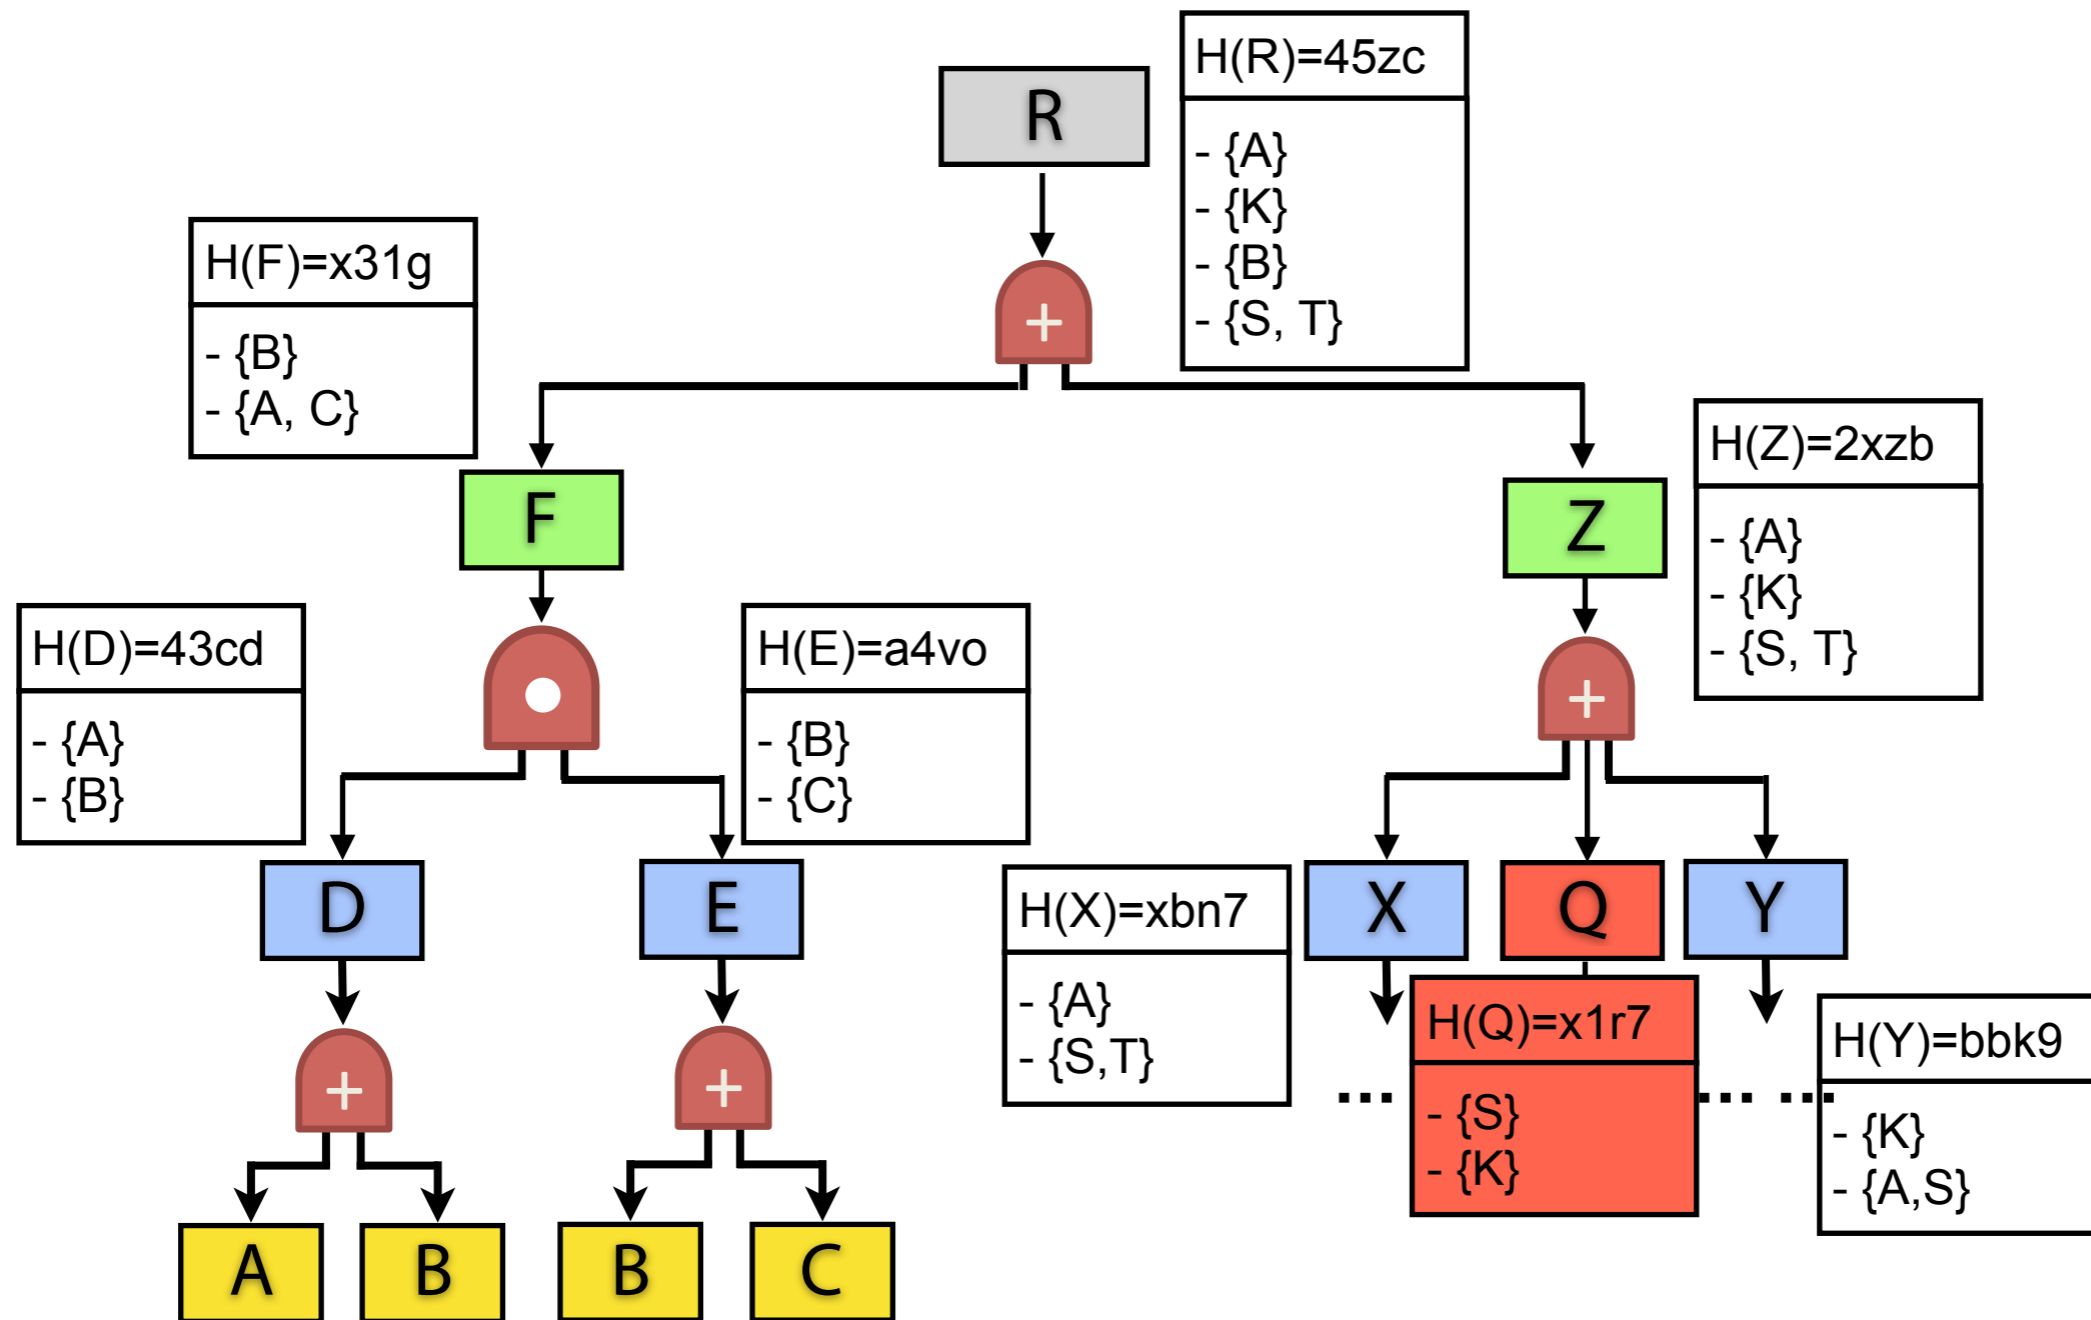 R
H(R)=45zc
- {A}
- {K}
- {B}
- {S, T}
+
H(F)=x31g
- {B}
- {A, C}
F
H(Z)=2xzb
- {A}
- {K}
- {S, T}
Z
+
H(D)=43cd
- {A}
- {B}
H(E)=a4vo
- {B}
- {C}
D
E
X
Q
Y
H(X)=xbn7
- {A}
- {S,T}
H(Q)=x1r7
- {S}
- {K}
H(Y)=bbk9
- {K}
- {A,S}
... ... ...
+
+
A
B
B
C